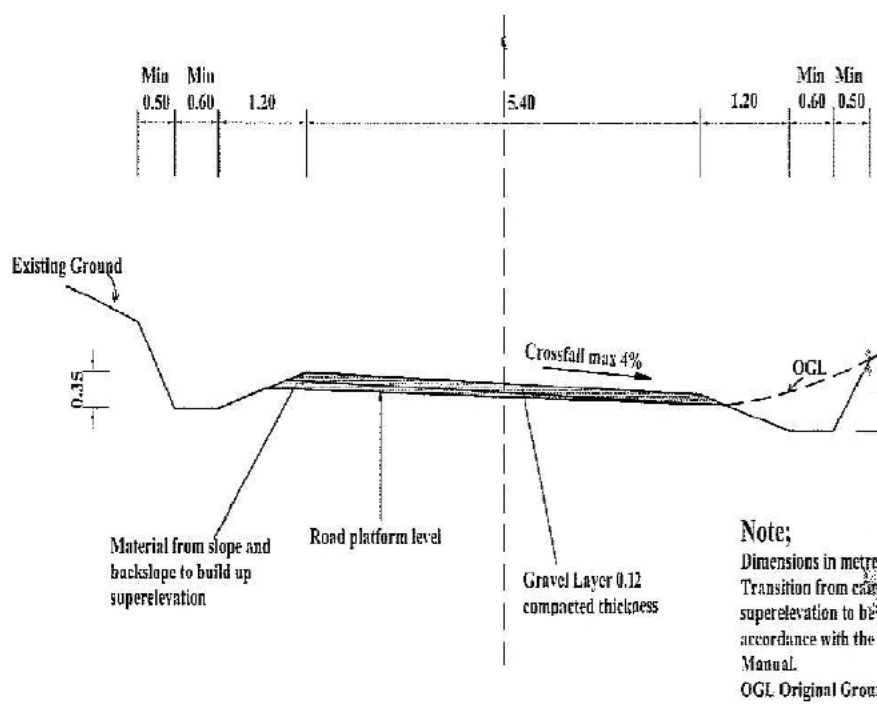 Min Min
0.50 0.60 1.20 5.40 1.20
Min Min
0.60 0.50
Existing Ground
0.35
Crossfall max 4%
OGL
Material from slope and
backslope to build up
superelevation
Road platform level
Gravel Layer 0.12
compacted thickness
Note;
Dimensions in metre
Transition from
superelevation to be
accordance with the
Manual.
OGL Original Groun